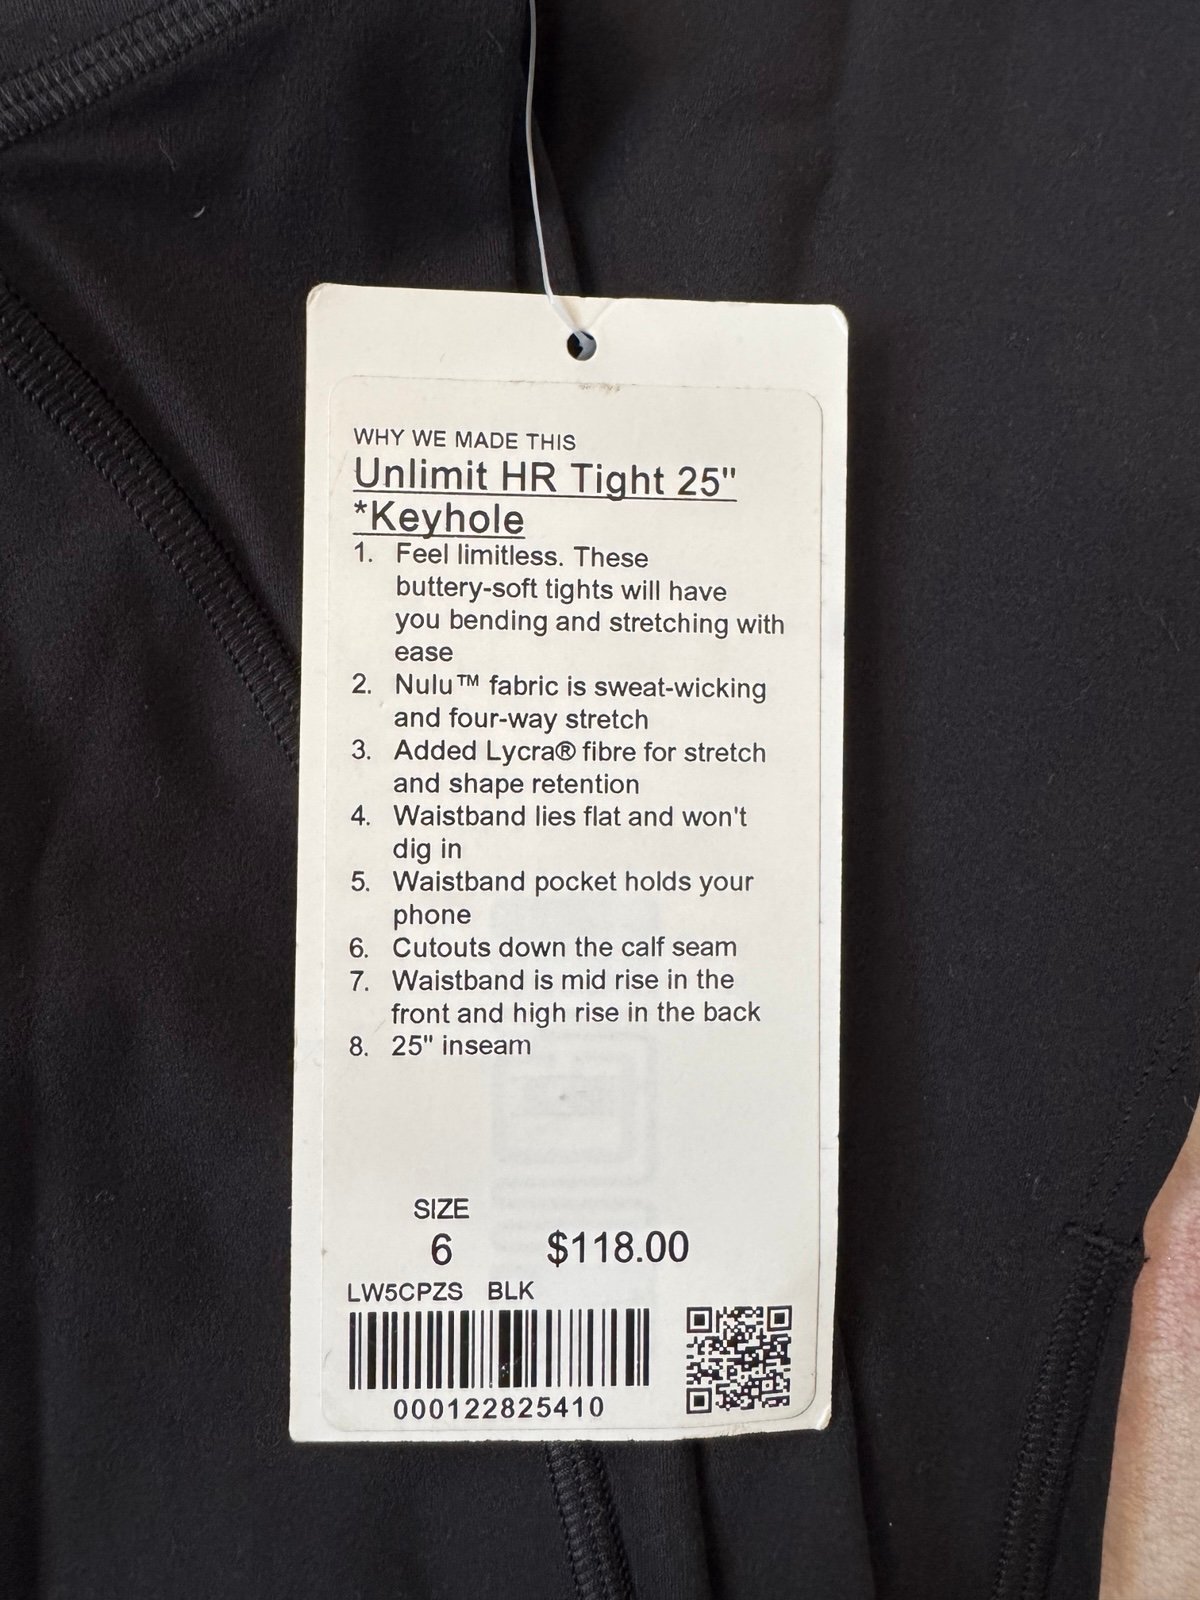 WHY WE MADE THIS
Unlimit HR Tight 25"
*Keyhole
1. Feel limitless. These
buttery-soft tights will have
you bending and stretching with
ease
2. Nulu™ fabric is sweat-wicking
and four-way stretch
3. Added Lycra® fibre for stretch
and shape retention
4. Waistband lies flat and won't
dig in
5. Waistband pocket holds your
phone
6. Cutouts down the calf seam
7. Waistband is mid rise in the
front and high rise in the back
8. 25" inseam
SIZE
6 $118.00
LW5CPZS BLK
000122825410